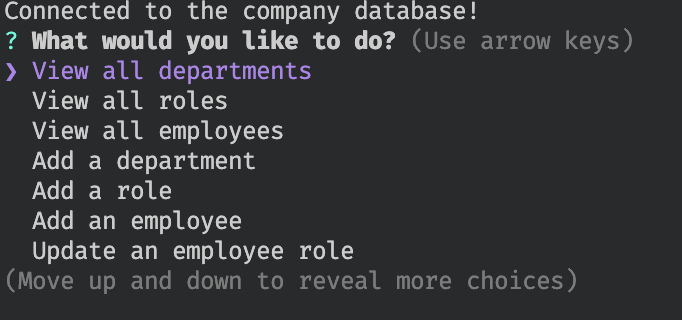 Connected to the company database!
? What would you like to do? (Use arrow keys)
❯ View all departments
View all roles
View all employees
Add a department
Add a role
Add an employee
Update an employee role
(Move up and down to reveal more choices)